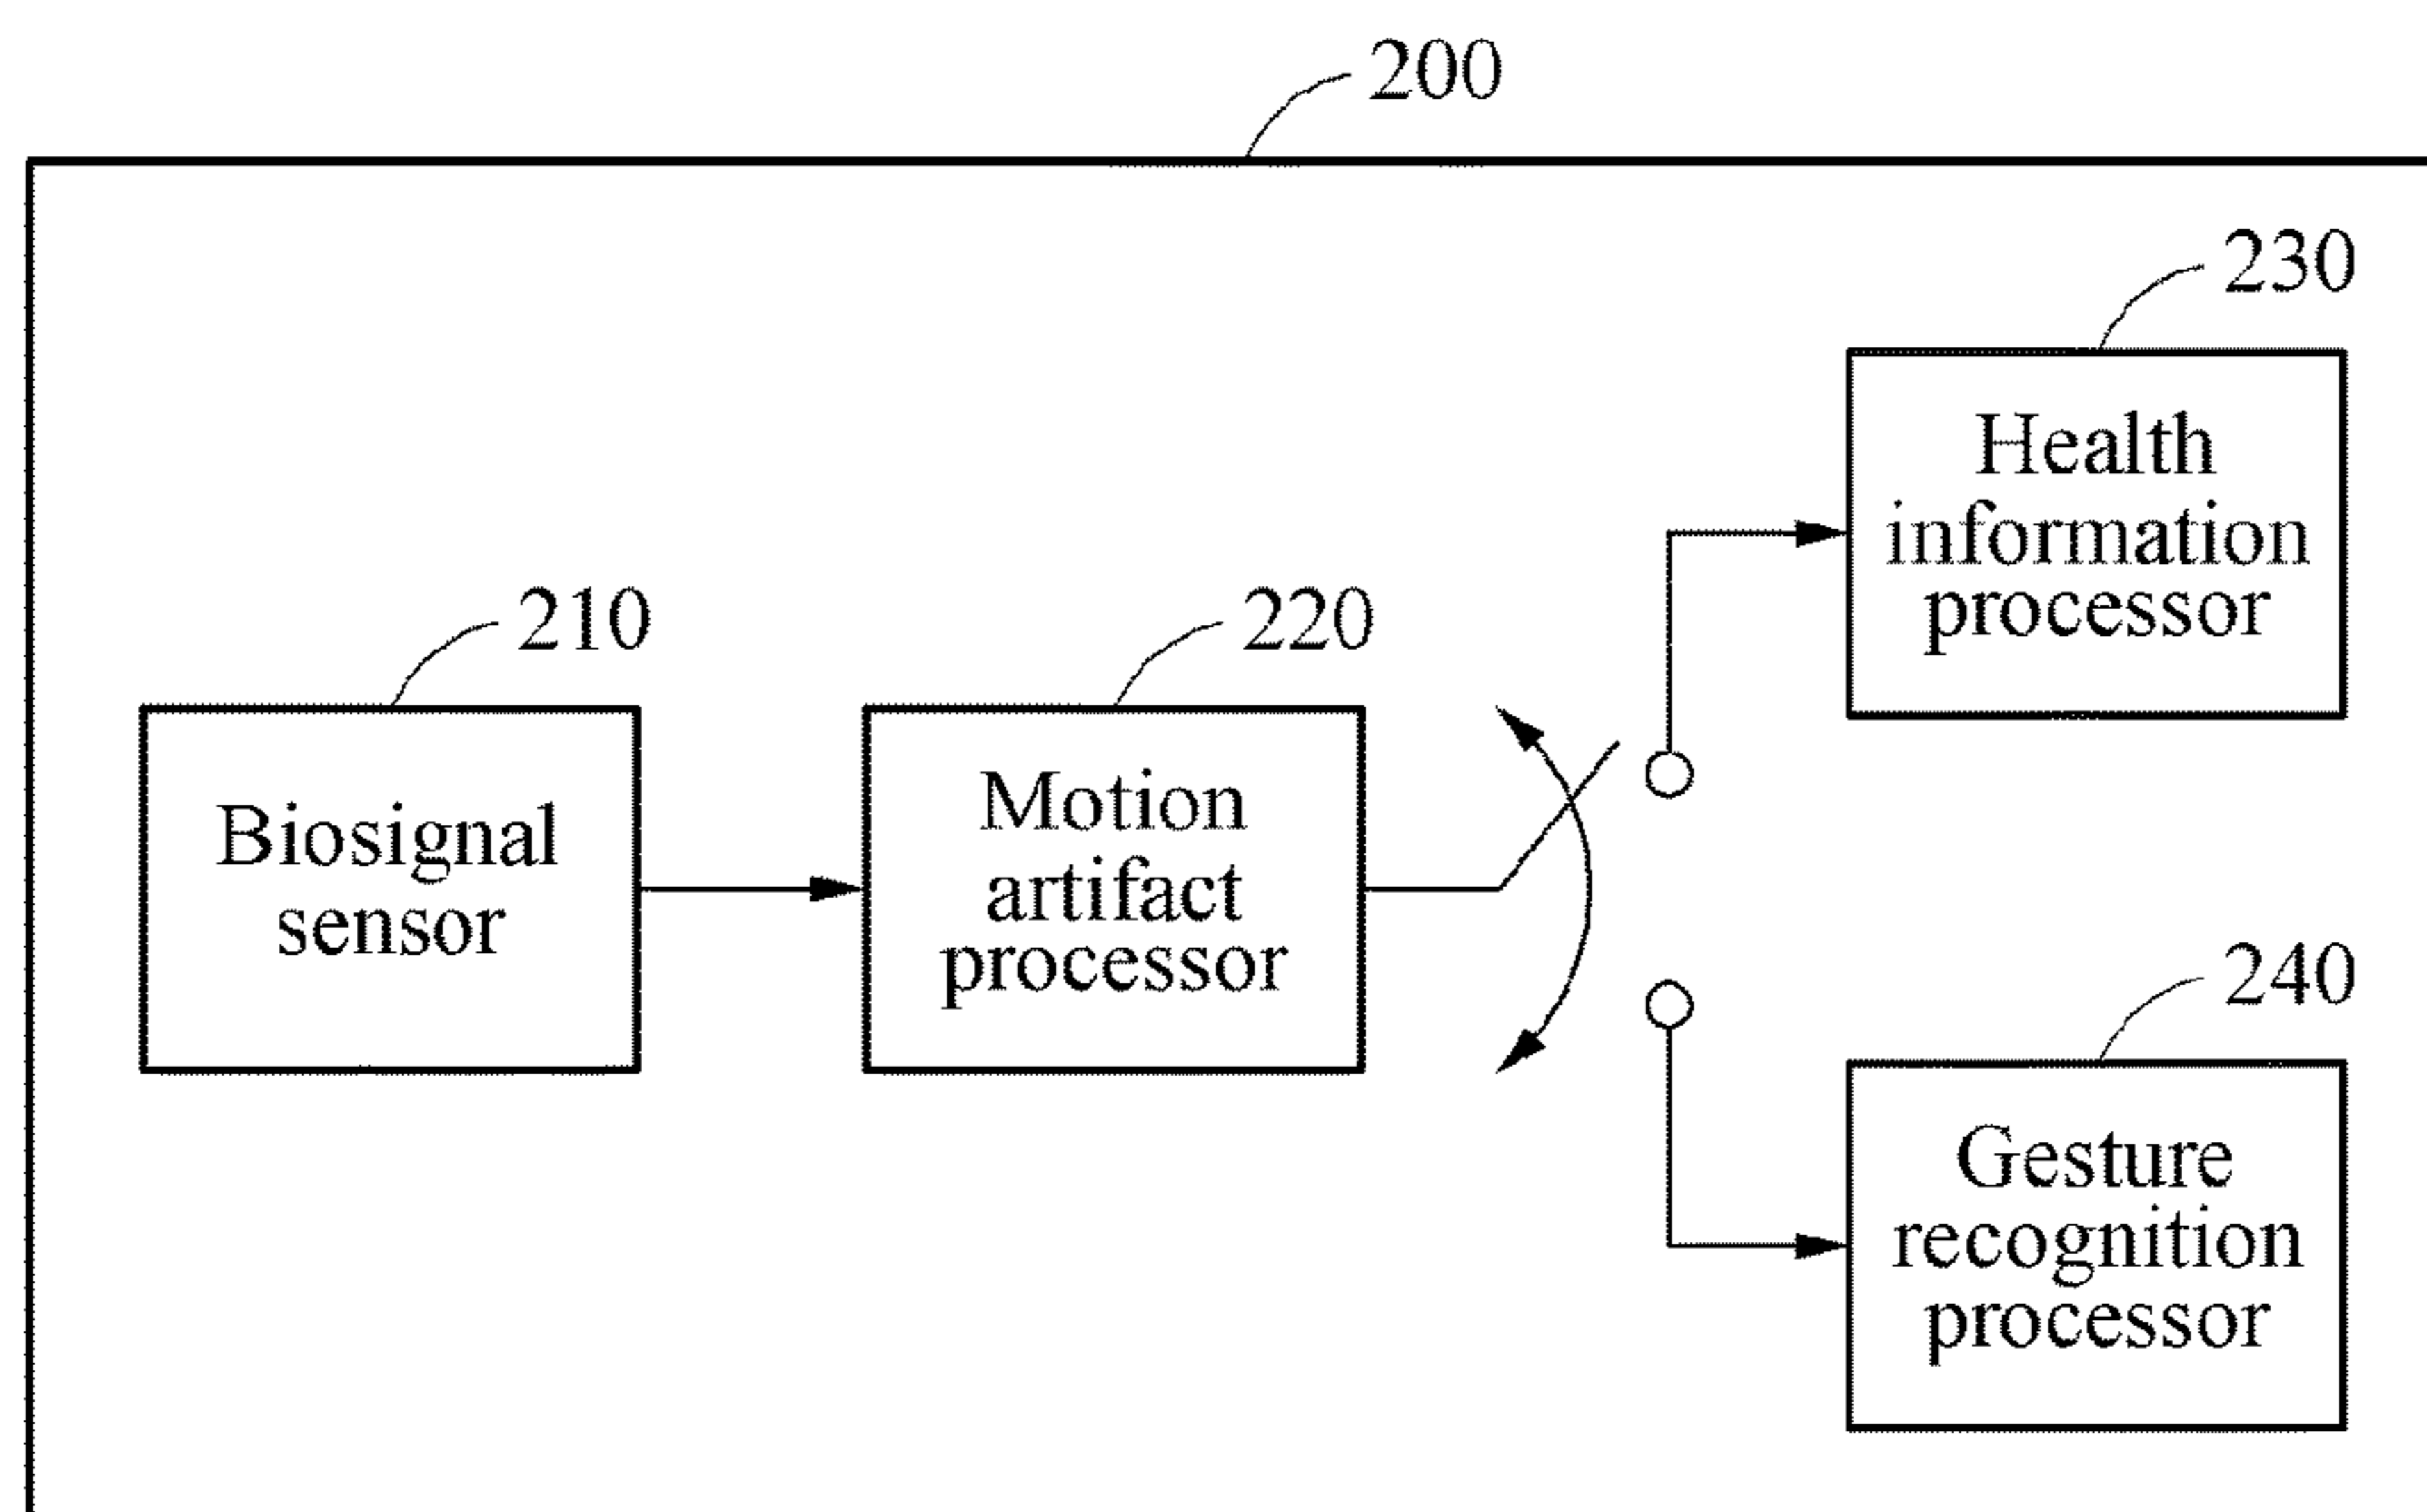 200
230
Health
information
processor
210
220
Biosignal
sensor
Motion
artifact
processor
240
Gesture
recognition
processor